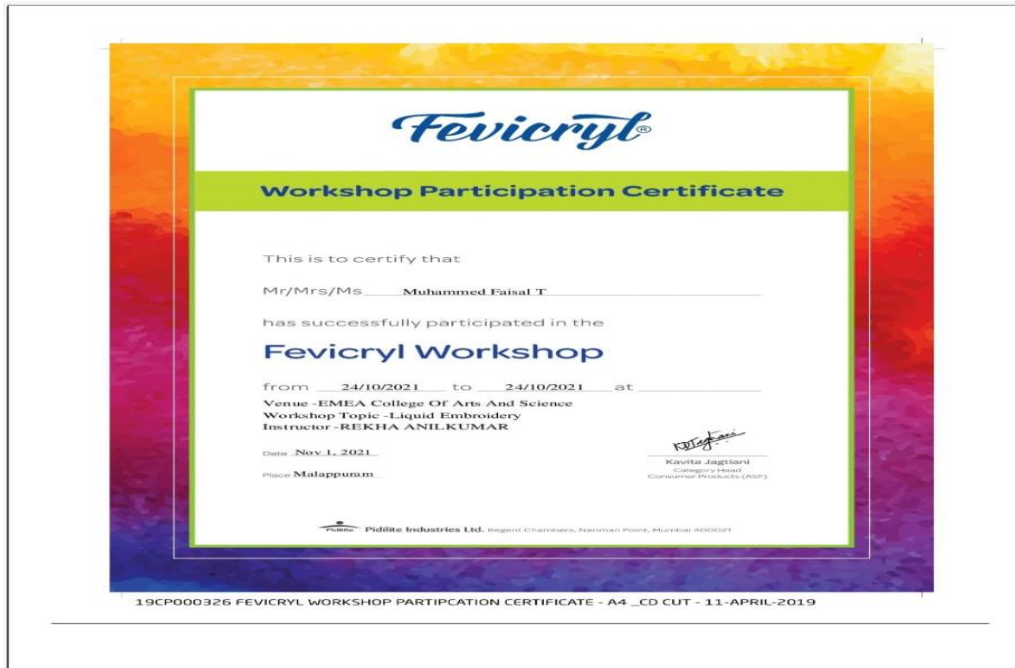 Fevicryl®
Workshop Participation Certificate
This is to certify that
Mr/Mrs/Ms Muhammed Faisal T
has successfully participated in the
Fevicryl Workshop
from 24/10/2021 to 24/10/2021 at
Venue -EMEA College Of Arts And Science
Workshop Topic -Liquid Embroidery
Instructor -REKHA ANILKUMAR
Date Nov 1, 2021
Place Malappuram
Kavita Jagtiani
Category Head
Consumer Products (ASF)
Pidilite Pidilite Industries Ltd. Regent Chambers, Nariman Point, Mumbai 400021
19CP000326 FEVICRYL WORKSHOP PARTIPCATION CERTIFICATE - A4 _CD CUT - 11-APRIL-2019